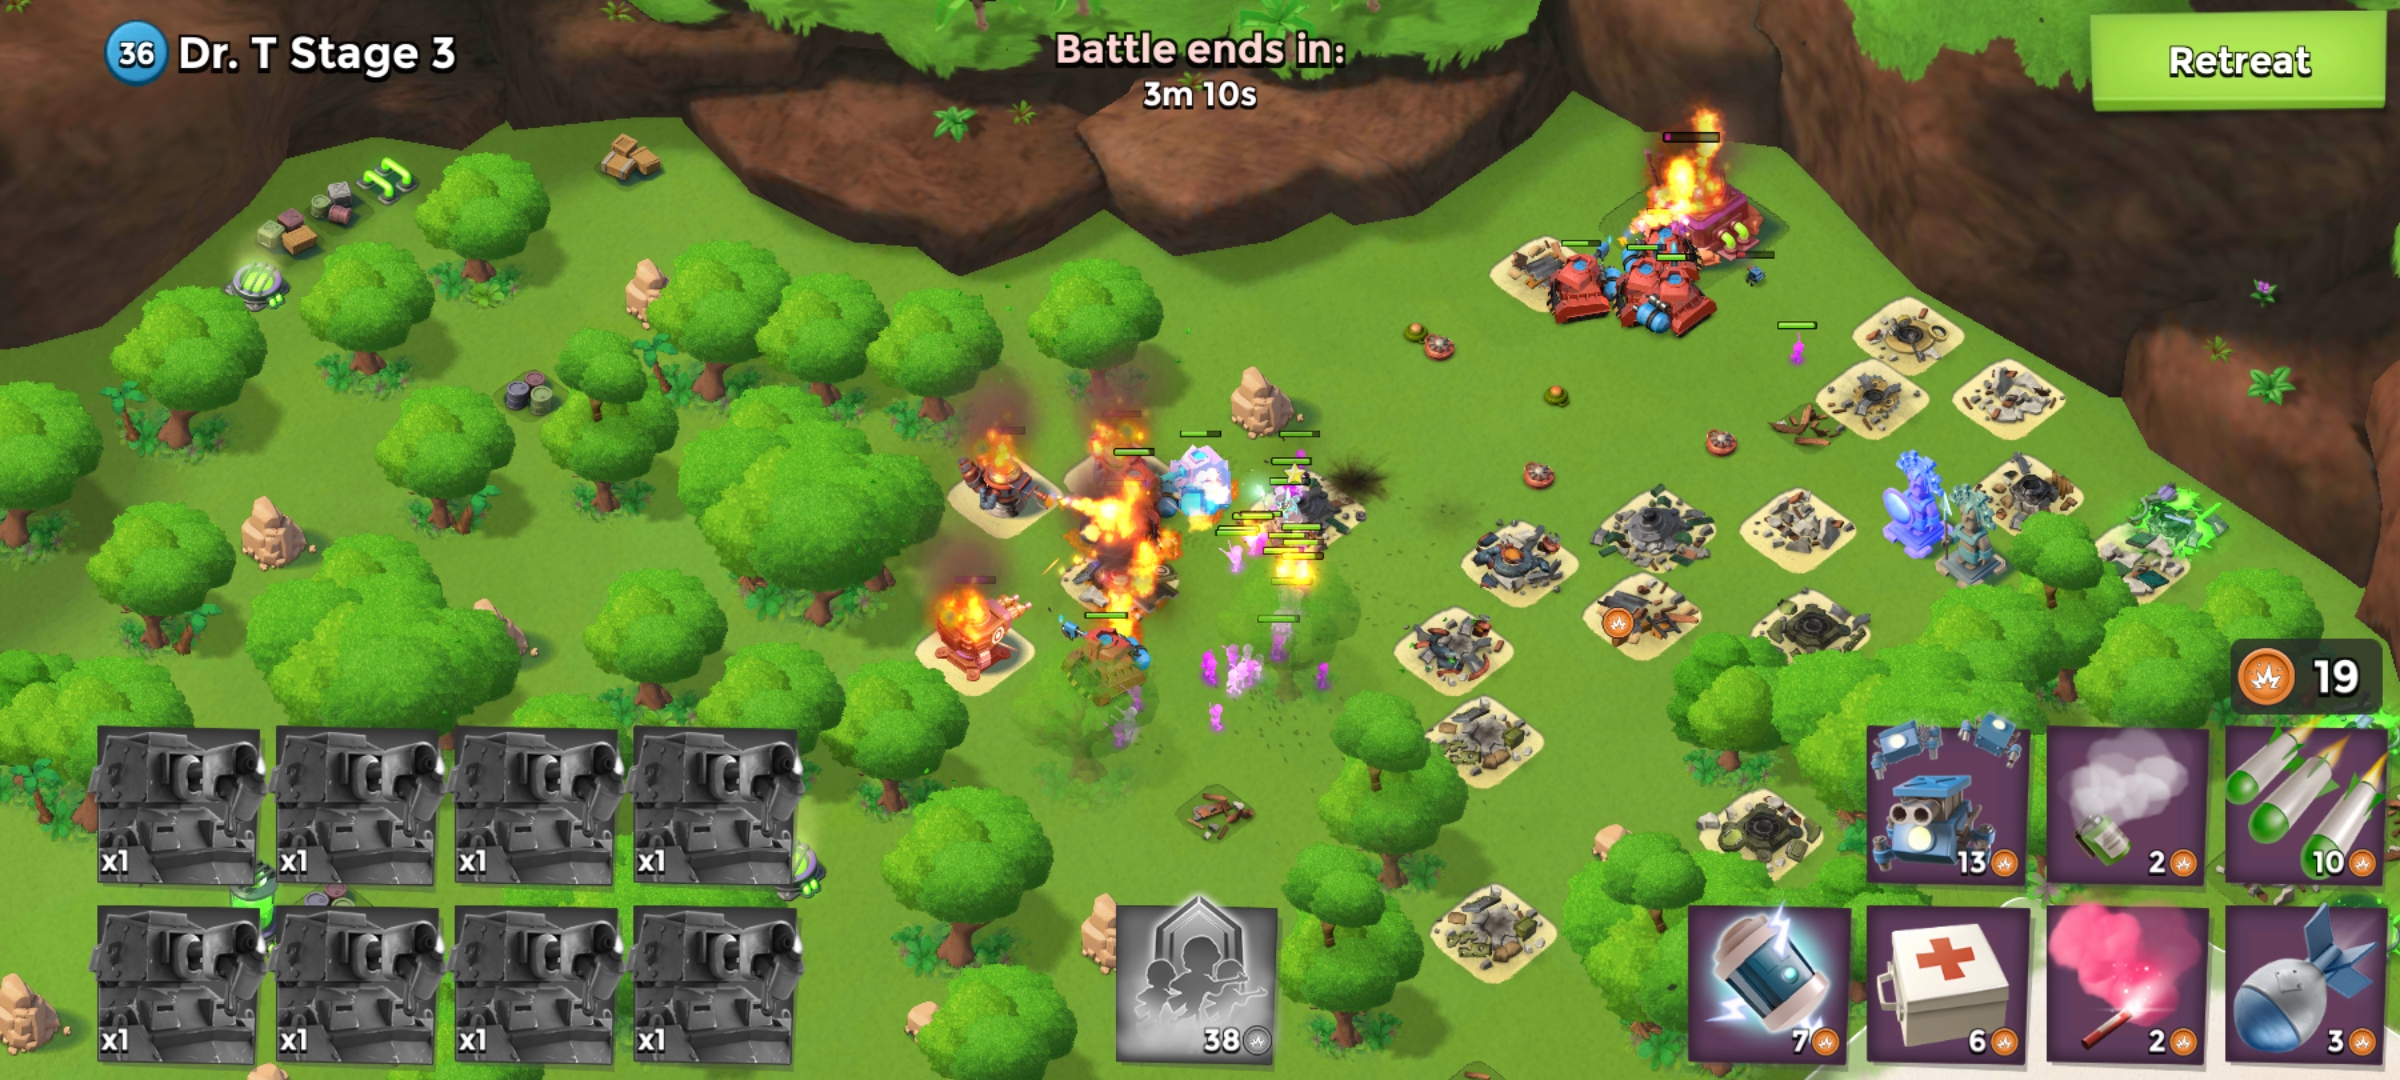 36 Dr. T Stage 3
Battle ends in:
3m 10s
Retreat
19
x1 x1 x1 x1
13 2 10
x1 x1 x1 x1
38
7 6 2 3